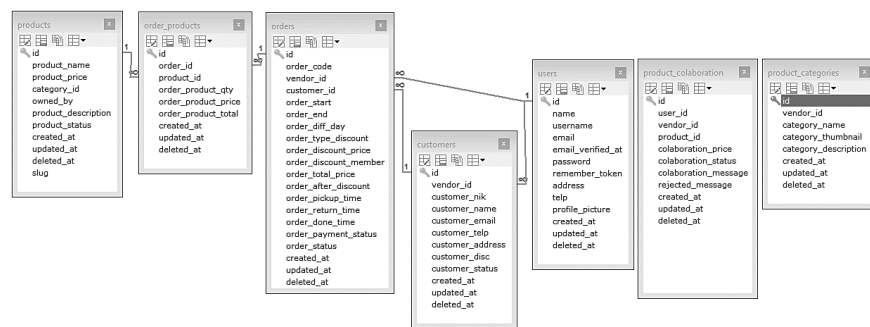 products
x
id
product_name
product_price
category_id
owned_by
product_description
product_status
created_at
updated_at
deleted_at
slug
order_products
x
id
order_id
product_id
order_product_qty
order_product_price
order_product_total
created_at
updated_at
deleted_at
orders
x
id
order_code
vendor_id
customer_id
order_start
order_end
order_diff_day
order_type_discount
order_discount_price
order_discount_member
order_total_price
order_after_discount
order_pickup_time
order_return_time
order_done_time
order_payment_status
order_status
created_at
updated_at
deleted_at
customers
x
id
vendor_id
customer_nik
customer_name
customer_email
customer_telp
customer_address
customer_disc
customer_status
created_at
updated_at
deleted_at
users
x
id
name
username
email
email_verified_at
password
remember_token
address
telp
profile_picture
created_at
updated_at
deleted_at
product_colaboration
x
id
user_id
vendor_id
product_id
colaboration_price
colaboration_status
colaboration_message
rejected_message
created_at
updated_at
deleted_at
product_categories
x
id
vendor_id
category_name
category_thumbnail
category_description
created_at
updated_at
deleted_at
1
∞
1
∞
∞
∞
1
1
∞